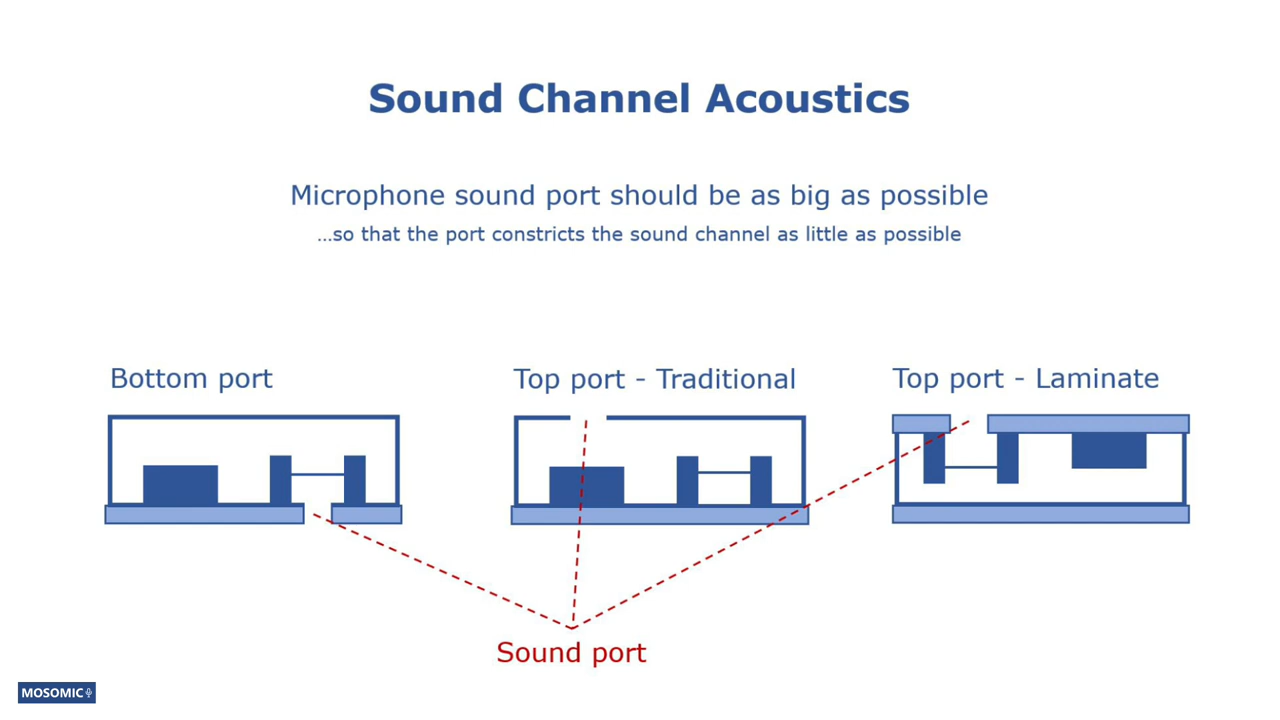 Sound Channel Acoustics
Microphone sound port should be as big as possible
...so that the port constricts the sound channel as little as possible
Bottom port
Top port - Traditional
Top port - Laminate
Sound port
MOSOMIC